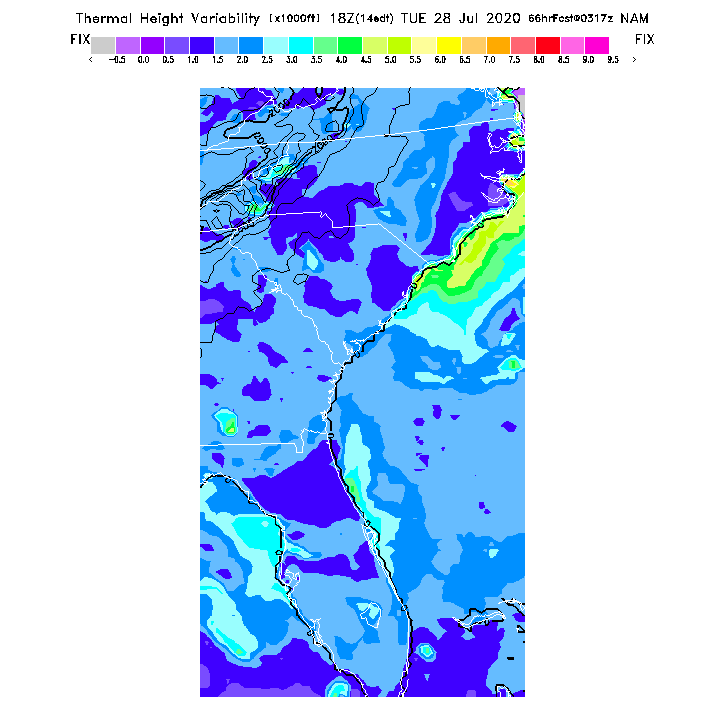 Thermal Height Variability [x1000ft] 18Z(14edt) TUE 28 Jul 2020 66hrFcst@0317z NAM
FIX FIX
< -0.5 0.0 0.5 1.0 1.5 2.0 2.5 3.0 3.5 4.0 4.5 5.0 5.5 6.0 6.5 7.0 7.5 8.0 8.5 9.0 9.5 >